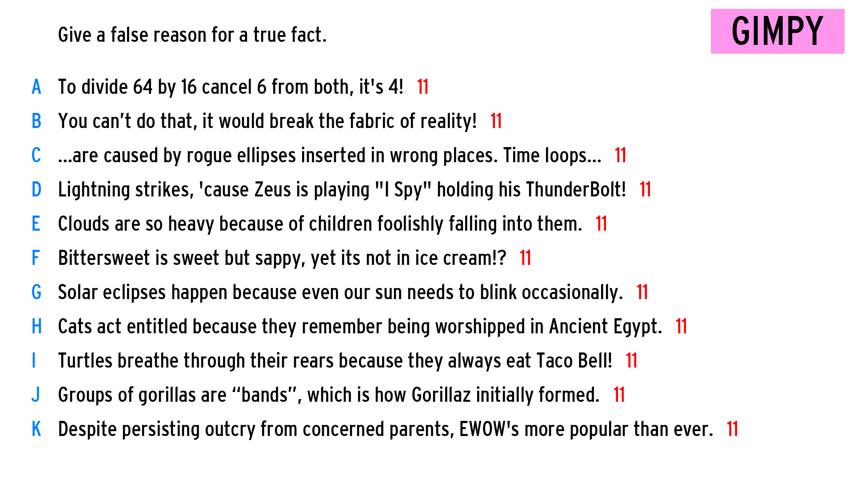 Give a false reason for a true fact.
GIMPY
A To divide 64 by 16 cancel 6 from both, it's 4! 11
B You can’t do that, it would break the fabric of reality! 11
C ...are caused by rogue ellipses inserted in wrong places. Time loops... 11
D Lightning strikes, 'cause Zeus is playing "I Spy" holding his ThunderBolt! 11
E Clouds are so heavy because of children foolishly falling into them. 11
F Bittersweet is sweet but sappy, yet its not in ice cream!? 11
G Solar eclipses happen because even our sun needs to blink occasionally. 11
H Cats act entitled because they remember being worshipped in Ancient Egypt. 11
I Turtles breathe through their rears because they always eat Taco Bell! 11
J Groups of gorillas are “bands”, which is how Gorillaz initially formed. 11
K Despite persisting outcry from concerned parents, EWOW's more popular than ever. 11